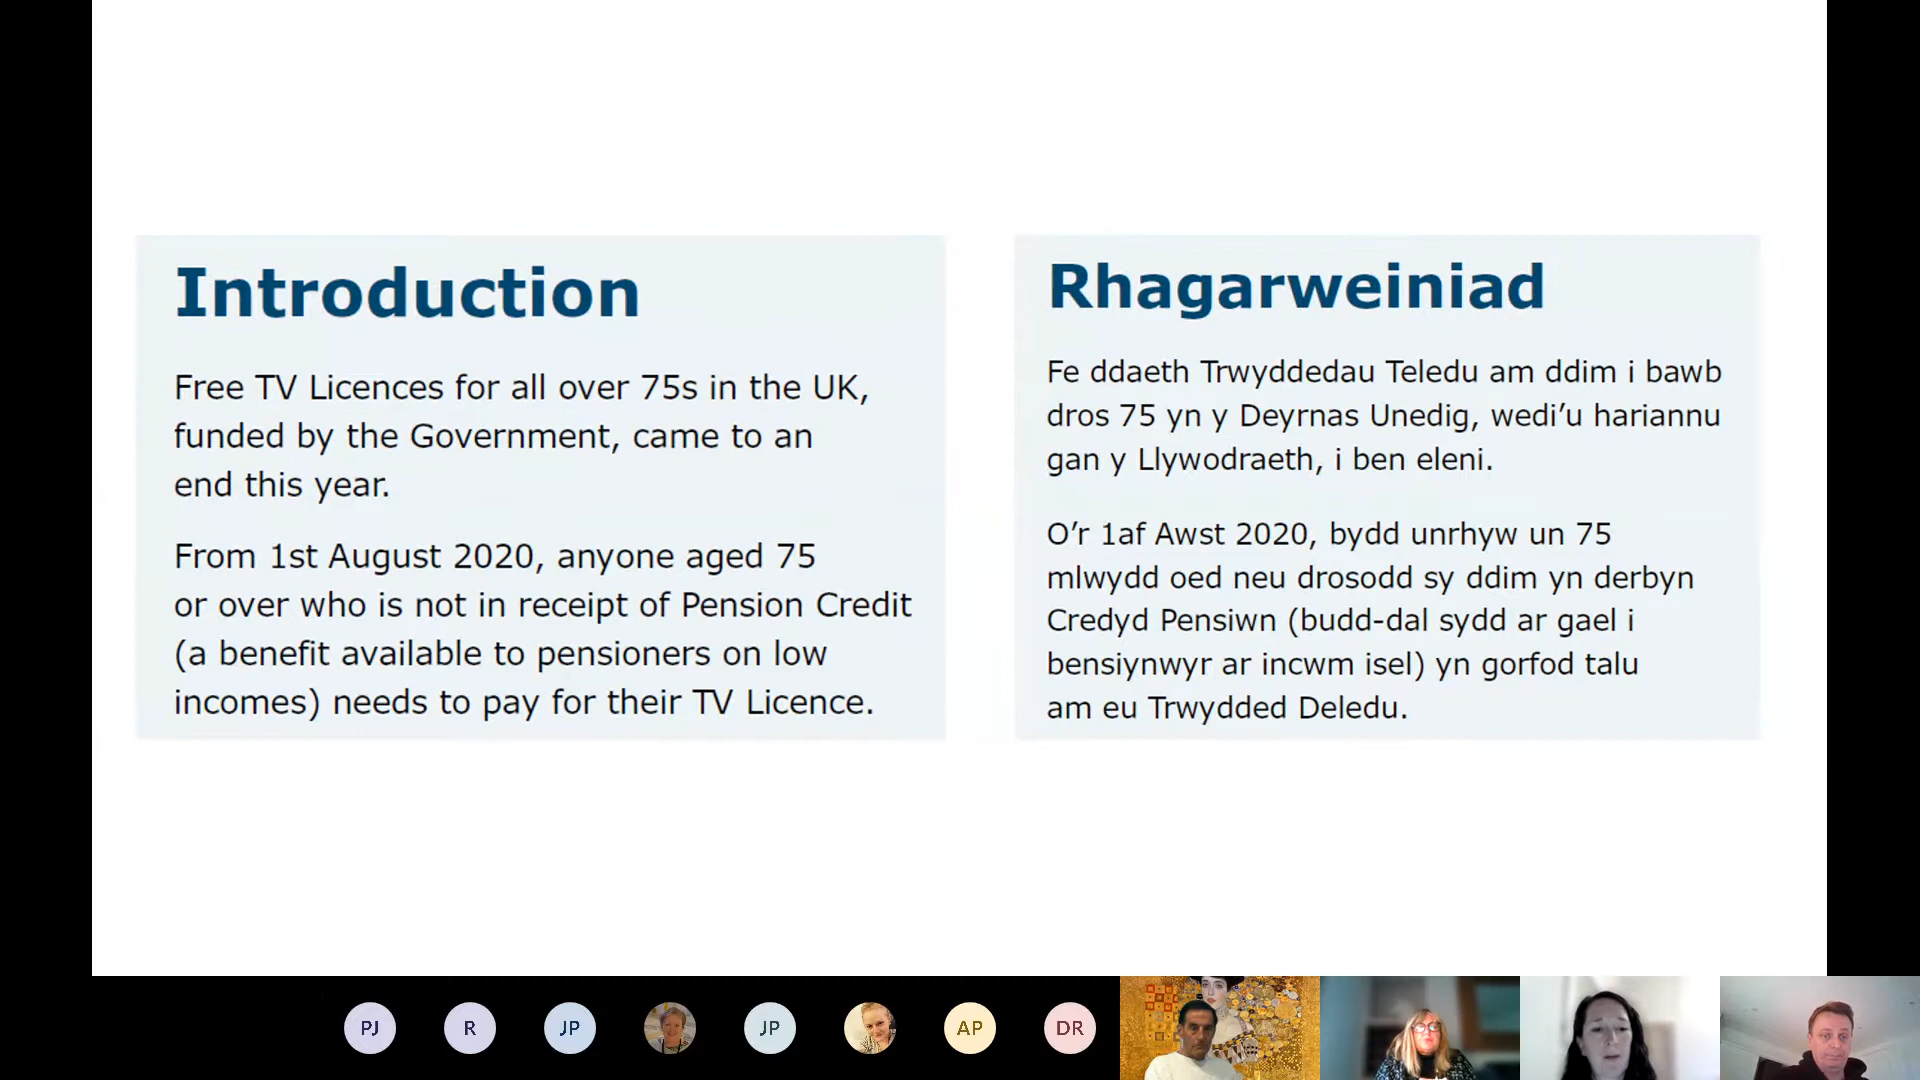 Introduction
Free TV Licences for all over 75s in the UK,
funded by the Government, came to an
end this year.
From 1st August 2020, anyone aged 75
or over who is not in receipt of Pension Credit
(a benefit available to pensioners on low
incomes) needs to pay for their TV Licence.
Rhagarweiniad
Fe ddaeth Trwyddedau Teledu am ddim i bawb
dros 75 yn y Deyrnas Unedig, wedi’u hariannu
gan y Llywodraeth, i ben eleni.
O’r 1af Awst 2020, bydd unrhyw un 75
mlwydd oed neu drosodd sy ddim yn derbyn
Credyd Pensiwn (budd-dal sydd ar gael i
bensiynwyr ar incwm isel) yn gorfod talu
am eu Trwydded Deledu.
PJ
R
JP
JP
AP
DR